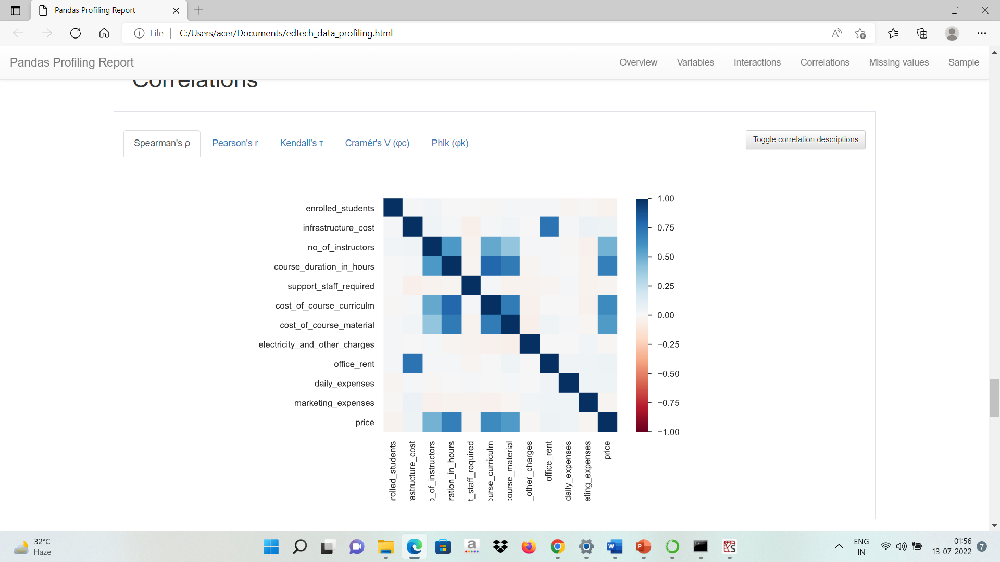 Pandas Profiling Report
File
C:/Users/acer/Documents/edtech_data_profiling.html
Pandas Profiling Report
Overview
Variables
Interactions
Correlations
Missing values
Sample
Correlations
Spearman's ρ
Pearson's r
Kendall's τ
Cramér's V (φc)
Phik (φk)
Toggle correlation descriptions
enrolled_students
infrastructure_cost
no_of_instructors
course_duration_in_hours
support_staff_required
cost_of_course_curriculm
cost_of_course_material
electricity_and_other_charges
office_rent
daily_expenses
marketing_expenses
price
1.00
0.75
0.50
0.25
0.00
−0.25
−0.50
−0.75
−1.00
rolled_students
astructure_cost
o_of_instructors
ration_in_hours
t_staff_required
ourse_curriculm
course_material
_other_charges
office_rent
daily_expenses
eting_expenses
price
32°C
Haze
ENG
IN
01:56
13-07-2022
7